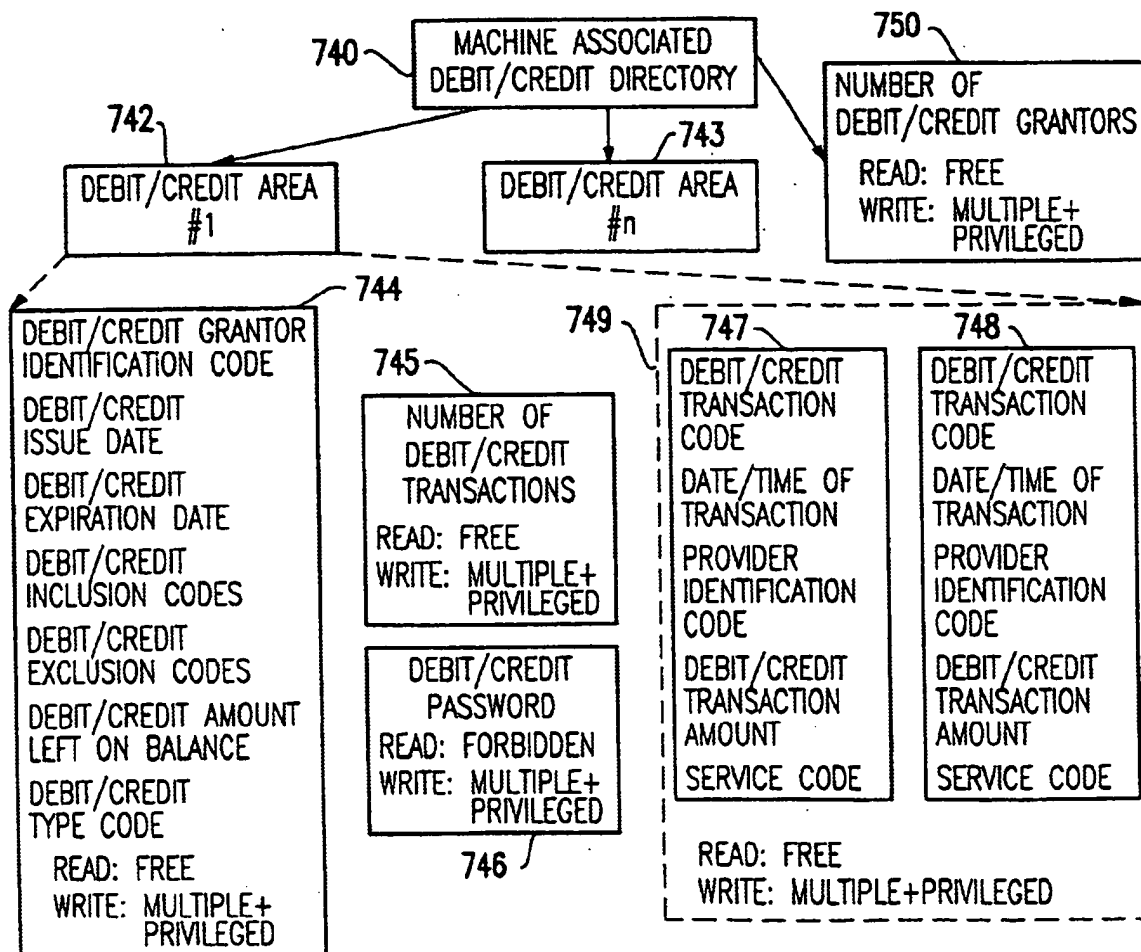 740
MACHINE ASSOCIATED
DEBIT/CREDIT DIRECTORY
750
NUMBER OF
DEBIT/CREDIT GRANTORS
READ: FREE
WRITE: MULTIPLE+
PRIVILEGED
742
DEBIT/CREDIT AREA
#1
743
DEBIT/CREDIT AREA
#n
744
DEBIT/CREDIT GRANTOR
IDENTIFICATION CODE
DEBIT/CREDIT
ISSUE DATE
DEBIT/CREDIT
EXPIRATION DATE
DEBIT/CREDIT
INCLUSION CODES
DEBIT/CREDIT
EXCLUSION CODES
DEBIT/CREDIT AMOUNT
LEFT ON BALANCE
DEBIT/CREDIT
TYPE CODE
READ: FREE
WRITE: MULTIPLE+
PRIVILEGED
745
NUMBER OF
DEBIT/CREDIT
TRANSACTIONS
READ: FREE
WRITE: MULTIPLE+
PRIVILEGED
DEBIT/CREDIT
PASSWORD
READ: FORBIDDEN
WRITE: MULTIPLE+
PRIVILEGED
746
749
747
DEBIT/CREDIT
TRANSACTION
CODE
DATE/TIME OF
TRANSACTION
PROVIDER
IDENTIFICATION
CODE
DEBIT/CREDIT
TRANSACTION
AMOUNT
SERVICE CODE
748
DEBIT/CREDIT
TRANSACTION
CODE
DATE/TIME OF
TRANSACTION
PROVIDER
IDENTIFICATION
CODE
DEBIT/CREDIT
TRANSACTION
AMOUNT
SERVICE CODE
READ: FREE
WRITE: MULTIPLE+PRIVILEGED